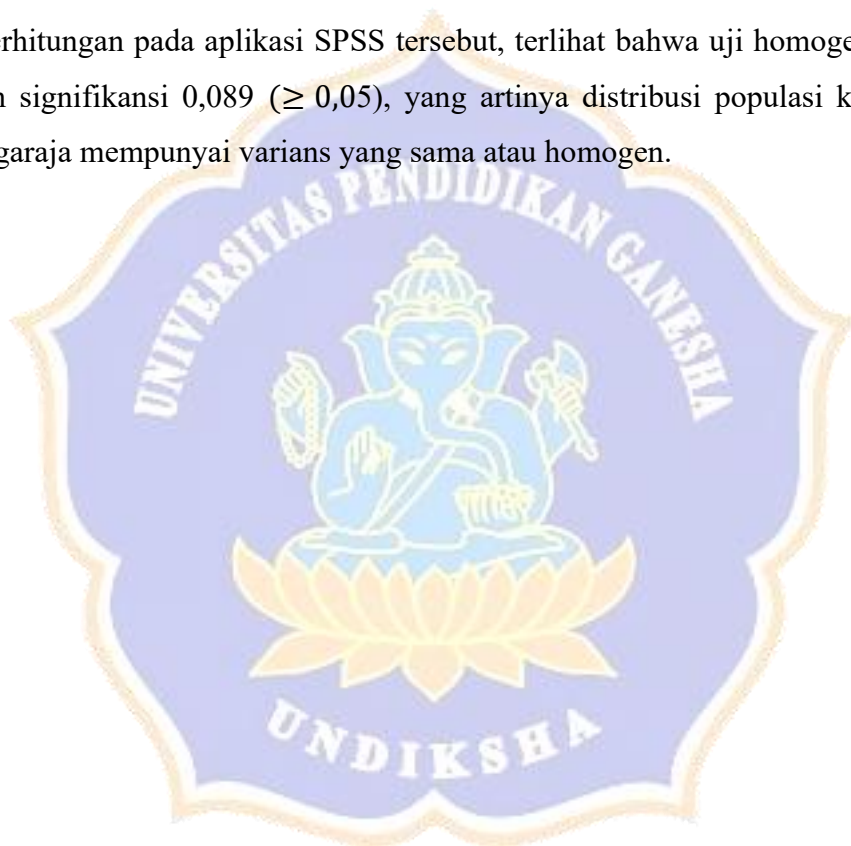 erhitungan pada aplikasi SPSS tersebut, terlihat bahwa uji homoge
n signifikansi 0,089 (≥ 0,05), yang artinya distribusi populasi k
garaja mempunyai varians yang sama atau homogen.
UNIVERSITAS PENDIDIKAN GANESHA
UNDIKSHA